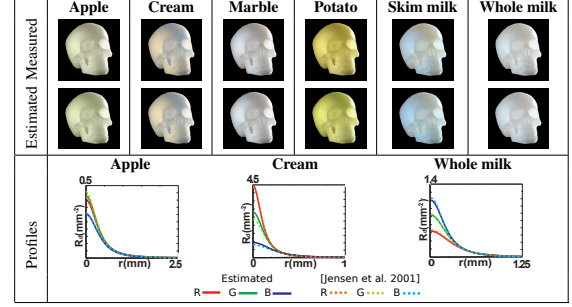 Apple Cream Marble Potato Skim milk Whole milk
Measured
Estimated
Profiles
Apple Cream Whole milk
0.5 4.5 1.4
Rd(mm-2) Rd(mm-2) Rd(mm-2)
0 r(mm) 2.5 0 r(mm) 1 0 r(mm) 1.25
Estimated [Jensen et al. 2001]
R G B R G B